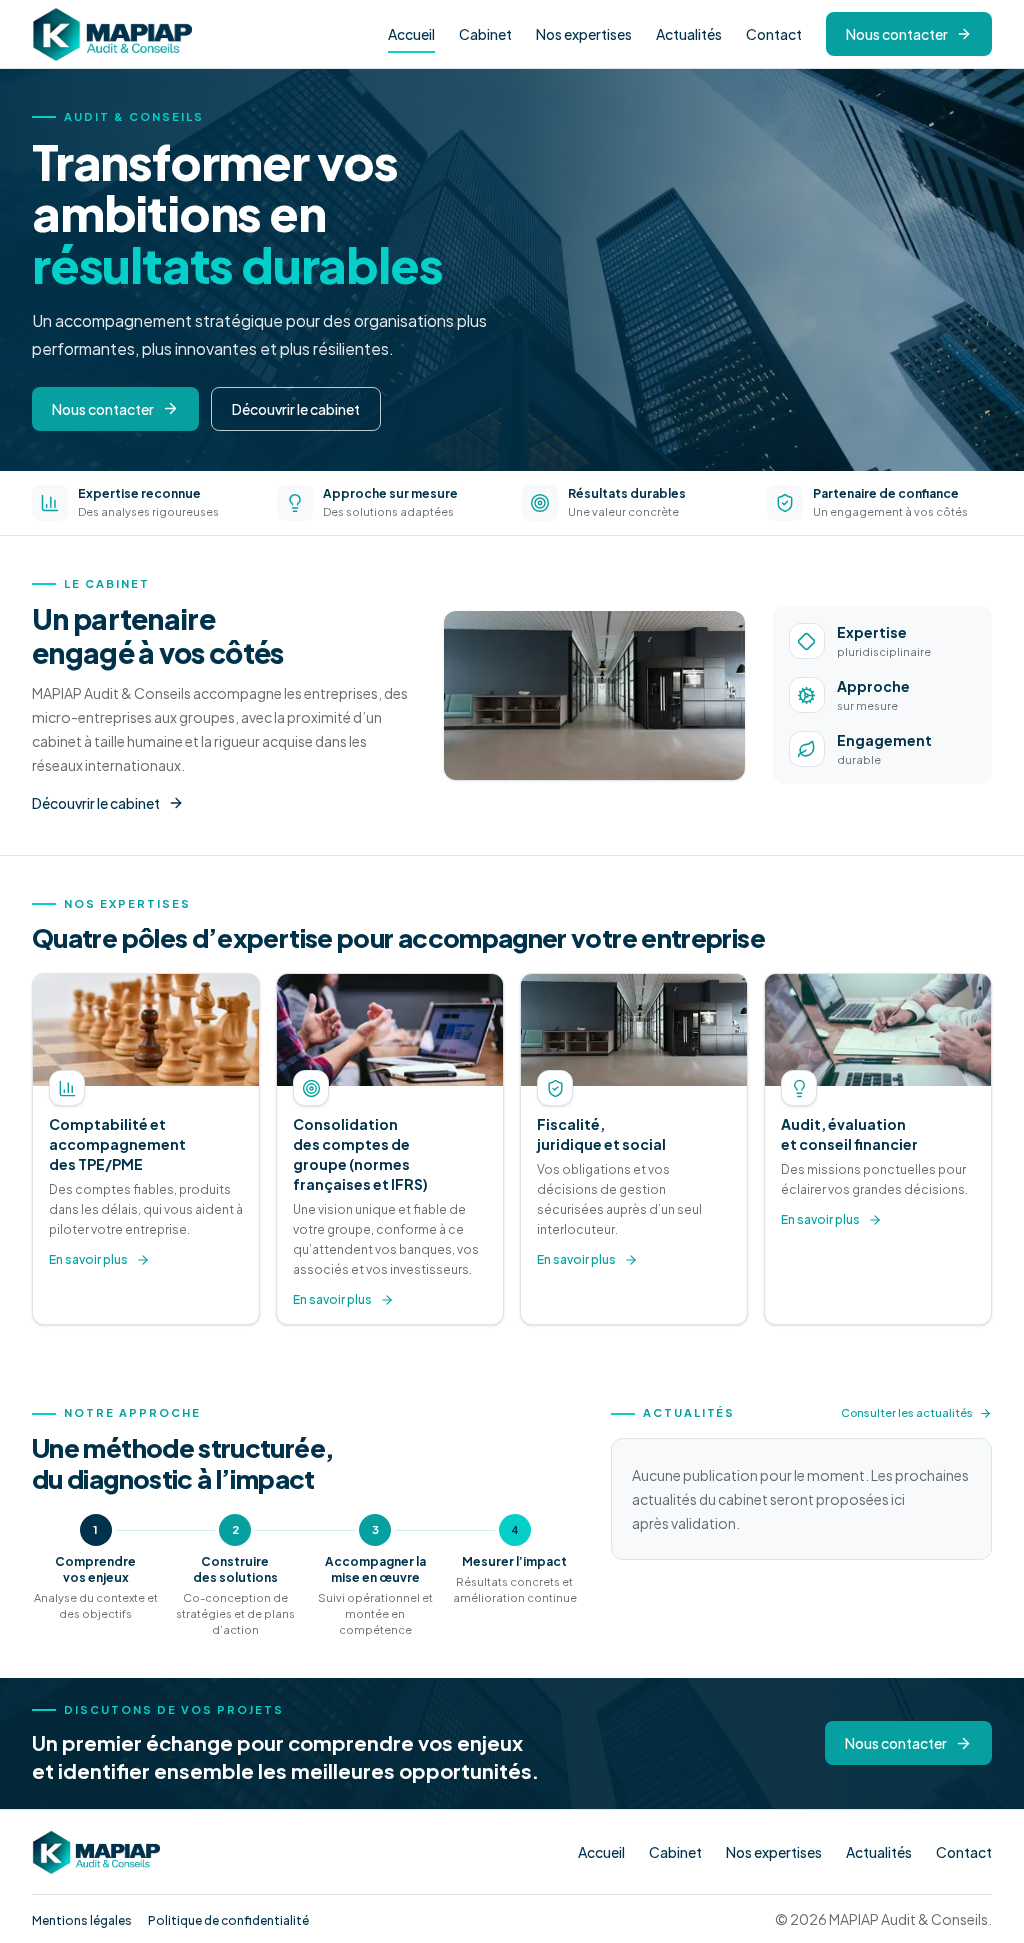 K MAPIAP
Audit & Conseils
Accueil Cabinet Nos expertises Actualités Contact Nous contacter
AUDIT & CONSEILS
Transformer vos
ambitions en
résultats durables
Un accompagnement stratégique pour des organisations plus
performantes, plus innovantes et plus résilientes.
Nous contacter Découvrir le cabinet
Expertise reconnue
Des analyses rigoureuses
Approche sur mesure
Des solutions adaptées
Résultats durables
Une valeur concrète
Partenaire de confiance
Un engagement à vos côtés
LE CABINET
Un partenaire
engagé à vos côtés
MAPIAP Audit & Conseils accompagne les entreprises, des
micro-entreprises aux groupes, avec la proximité d’un
cabinet à taille humaine et la rigueur acquise dans les
réseaux internationaux.
Découvrir le cabinet
Expertise
pluridisciplinaire
Approche
sur mesure
Engagement
durable
NOS EXPERTISES
Quatre pôles d’expertise pour accompagner votre entreprise
Comptabilité et
accompagnement
des TPE/PME
Des comptes fiables, produits
dans les délais, qui vous aident à
piloter votre entreprise.
En savoir plus
Consolidation
des comptes de
groupe (normes
françaises et IFRS)
Une vision unique et fiable de
votre groupe, conforme à ce
qu’attendent vos banques, vos
associés et vos investisseurs.
En savoir plus
Fiscalité,
juridique et social
Vos obligations et vos
décisions de gestion
sécurisées auprès d’un seul
interlocuteur.
En savoir plus
Audit, évaluation
et conseil financier
Des missions ponctuelles pour
éclairer vos grandes décisions.
En savoir plus
NOTRE APPROCHE
Une méthode structurée,
du diagnostic à l’impact
1
Comprendre
vos enjeux
Analyse du contexte et
des objectifs
2
Construire
des solutions
Co-conception de
stratégies et de plans
d’action
3
Accompagner la
mise en œuvre
Suivi opérationnel et
montée en
compétence
4
Mesurer l’impact
Résultats concrets et
amélioration continue
ACTUALITÉS
Consulter les actualités
Aucune publication pour le moment. Les prochaines
actualités du cabinet seront proposées ici
après validation.
DISCUTONS DE VOS PROJETS
Un premier échange pour comprendre vos enjeux
et identifier ensemble les meilleures opportunités.
Nous contacter
K MAPIAP
Audit & Conseils
Accueil Cabinet Nos expertises Actualités Contact
Mentions légales Politique de confidentialité
© 2026 MAPIAP Audit & Conseils.